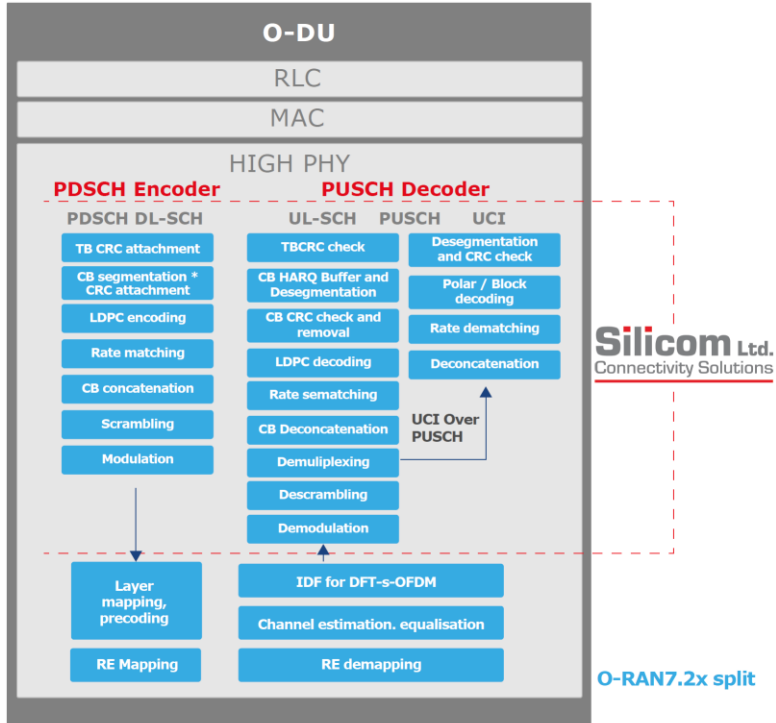 O-DU
RLC
MAC
HIGH PHY
PDSCH Encoder
PUSCH Decoder
PDSCH DL-SCH
TB CRC attachment
CB segmentation *
CRC attachment
LDPC encoding
Rate matching
CB concatenation
Scrambling
Modulation
Layer
mapping,
precoding
RE Mapping
UL-SCH PUSCH UCI
TBCRC check
CB HARQ Buffer and
Desegmentation
CB CRC check and
removal
LDPC decoding
Rate sematching
CB Deconcatenation
Demuliplexing
Descrambling
Demodulation
IDF for DFT-s-OFDM
Channel estimation. equalisation
RE demapping
Desegmentation
and CRC check
Polar / Block
decoding
Rate dematching
Deconcatenation
UCI Over
PUSCH
Silicom Ltd.
Connectivity Solutions
O-RAN7.2x split